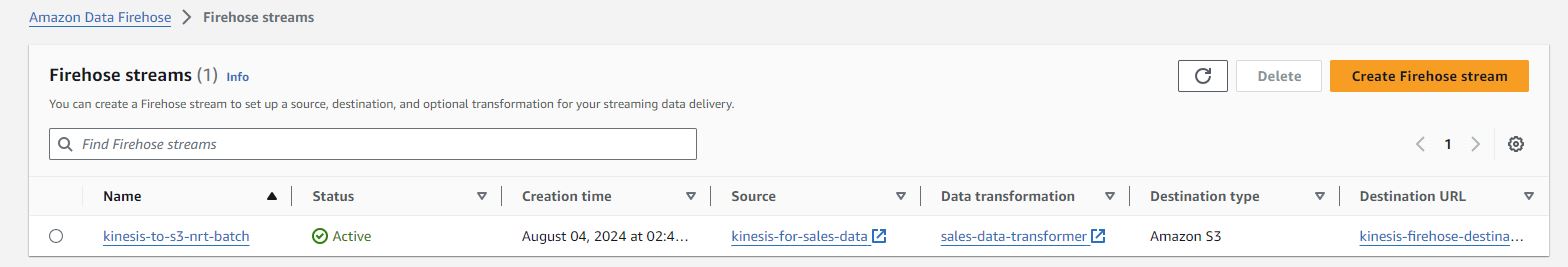 Amazon Data Firehose > Firehose streams
Firehose streams (1) Info
Delete
Create Firehose stream
You can create a Firehose stream to set up a source, destination, and optional transformation for your streaming data delivery.
Find Firehose streams
1
Name Status Creation time Source Data transformation Destination type Destination URL
kinesis-to-s3-nrt-batch Active August 04, 2024 at 02:4... kinesis-for-sales-data sales-data-transformer Amazon S3 kinesis-firehose-destina...